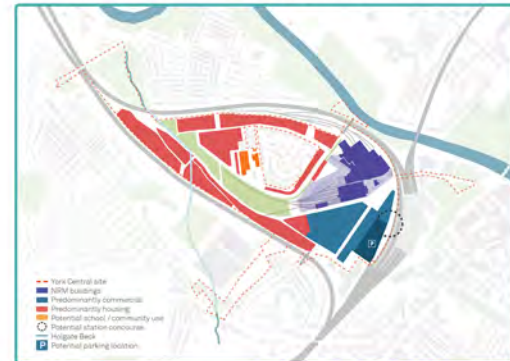 P
York Central site
NRM buildings
Predominantly commercial
Predominantly housing
Potential school / community use
Potential station concourse
Holgate Beck
P Potential parking location